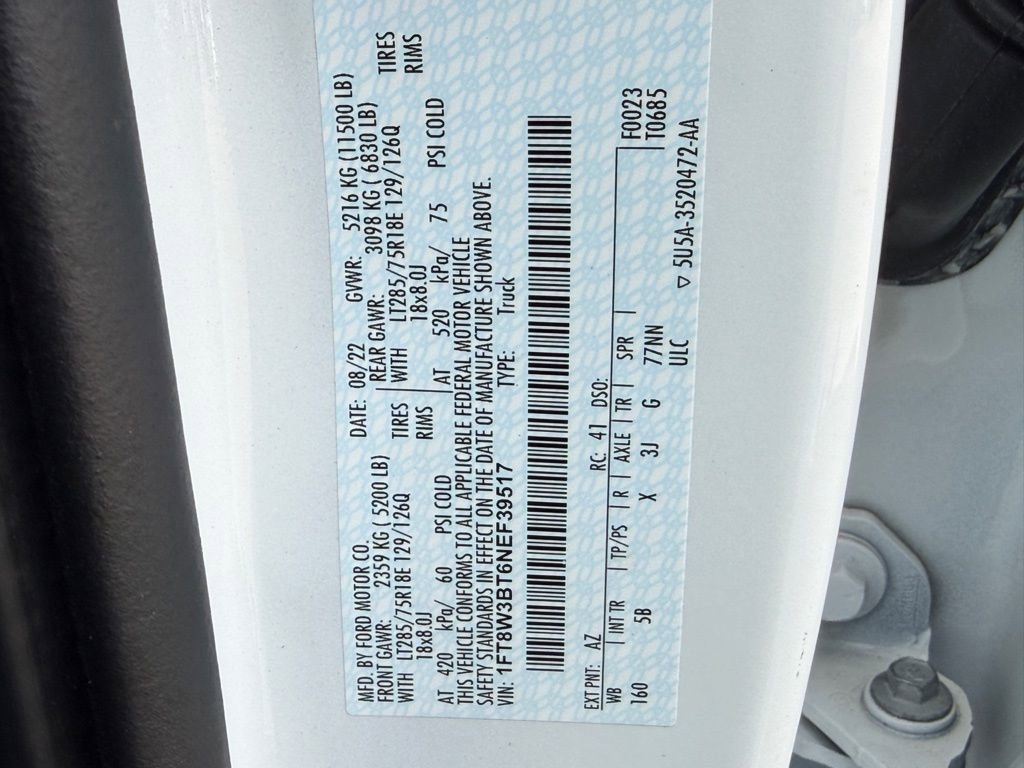 MFD. BY FORD MOTOR CO.
DATE: 08/22 GVWR: 5216 KG (11500 LB)
FRONT GAWR: 2359 KG ( 5200 LB)
REAR GAWR: 3098 KG ( 6830 LB)
WITH LT285/75R18E 129/126Q TIRES
WITH LT285/75R18E 129/126Q TIRES
18x8.0J RIMS
18x8.0J RIMS
AT 420 kPa/ 60 PSI COLD
AT 520 kPa/ 75 PSI COLD
THIS VEHICLE CONFORMS TO ALL APPLICABLE FEDERAL MOTOR VEHICLE
SAFETY STANDARDS IN EFFECT ON THE DATE OF MANUFACTURE SHOWN ABOVE.
VIN: 1FT8W3BT6NEF39517 TYPE: Truck
EXT PNT: AZ RC: 41 DSO: F0023
WB | INTR | TP/PS | R | AXLE | TR | SPR | T0685
160 5B X 3J G 77NN
ULC
▽ 5U5A-3520472-AA